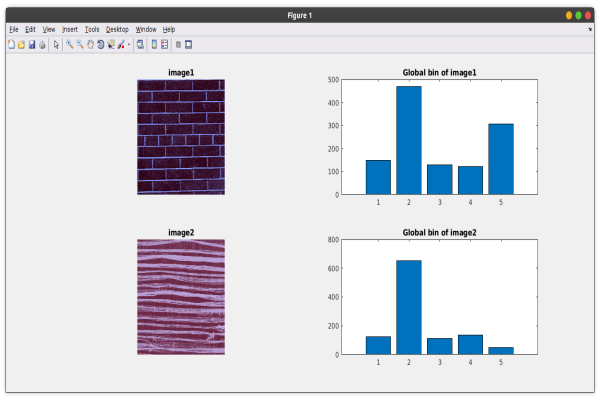 Figure 1
File Edit View Insert Tools Desktop Window Help
image1
Global bin of image1
500
400
300
200
100
0
1 2 3 4 5
image2
Global bin of image2
800
600
400
200
0
1 2 3 4 5